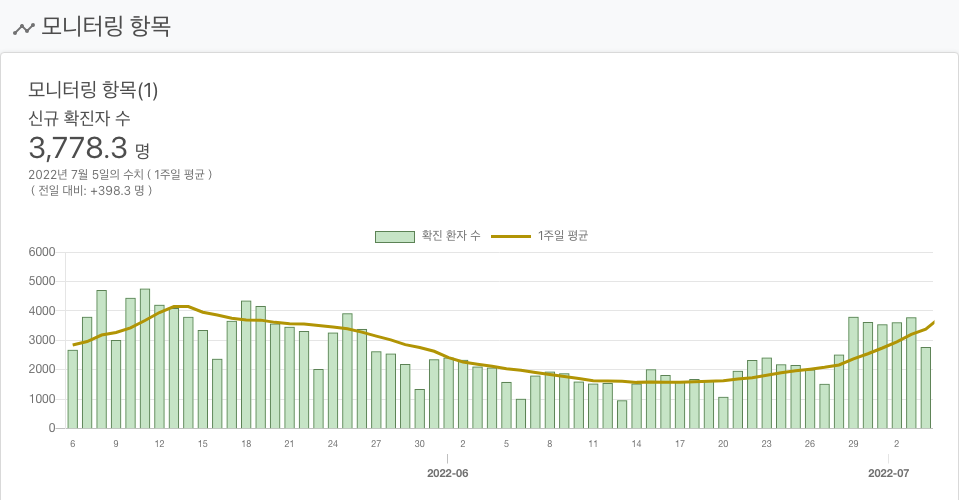 모니터링 항목
모니터링 항목(1)
신규 확진자 수
3,778.3 명
2022년 7월 5일의 수치 ( 1주일 평균 )
( 전일 대비: +398.3 명 )
확진 환자 수 1주일 평균
6000
5000
4000
3000
2000
1000
0
6 9 12 15 18 21 24 27 30 2 5 8 11 14 17 20 23 26 29 2
2022-06 2022-07